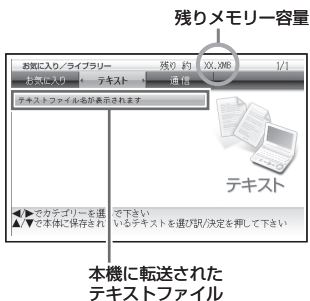 残りメモリー容量
お気に入り/ライブラリー 残り 約 XX.XMB 1/1
お気に入り テキスト 通信
テキストファイル名が表示されます
テキスト
◀/▶でカテゴリーを選 で下さい
▲/▼で本体に保存され いるテキストを選び訳/決定を押して下さい
本機に転送された
テキストファイル